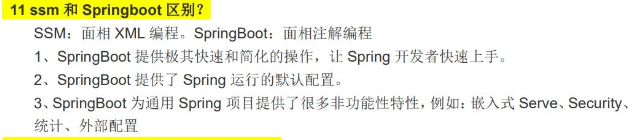 11 ssm 和 Springboot 区别？
SSM：面相 XML 编程。SpringBoot：面相注解编程
1、SpringBoot 提供极其快速和简化的操作，让 Spring 开发者快速上手。
2、SpringBoot 提供了 Spring 运行的默认配置。
3、SpringBoot 为通用 Spring 项目提供了很多非功能性特性，例如：嵌入式 Serve、Security、
统计、外部配置